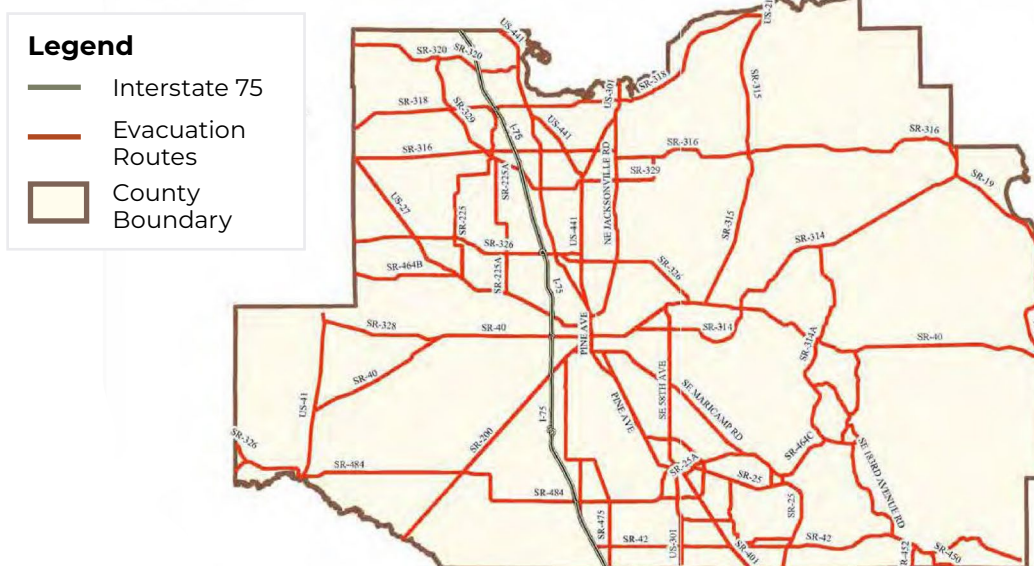 Legend
Interstate 75
Evacuation
Routes
County
Boundary
US-441
SR-320
SR-320
US-301
SR-318
SR-315
SR-318
SR-329
I-75
US-441
SR-316
SR-316
SR-316
SR-329
NE JACKSONVILLE RD
SR-225A
SR-19
US-27
SR-225
US-441
SR-315
SR-314
SR-326
SR-326
SR-464B
SR-225A
I-75
SR-328
SR-40
PINE AVE
SR-314
SR-314A
SR-40
SR-40
US-41
I-75
SE 58TH AVE
SE MARICAMP RD
PINE AVE
SR-326
SR-200
SR-464C
SE 183RD AVENUE RD
SR-484
SR-25A
SR-25
SR-25
SR-484
SR-475
SR-42
US-301
SR-42
SR-452
SR-450